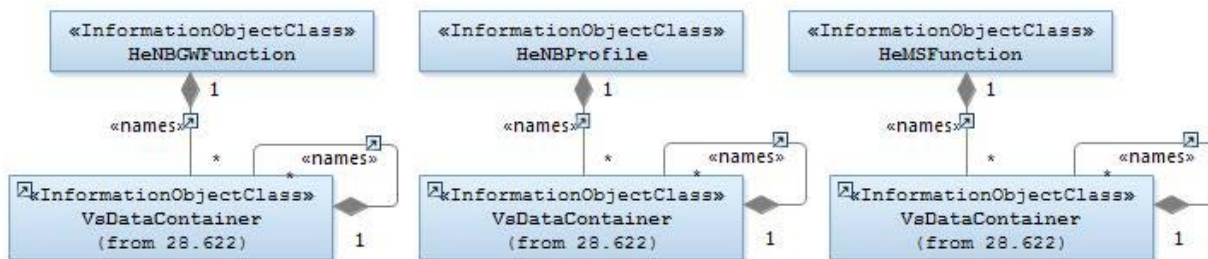 «InformationObjectClass»
HeNBGWFunction
1
«names»
*
«names»
*
«InformationObjectClass»
VsDataContainer
(from 28.622)
1
«InformationObjectClass»
HeNBProfile
1
«names»
*
«names»
*
«InformationObjectClass»
VsDataContainer
(from 28.622)
1
«InformationObjectClass»
HeMSFunction
1
«names»
*
«names»
*
«InformationObjectClass»
VsDataContainer
(from 28.622)
1